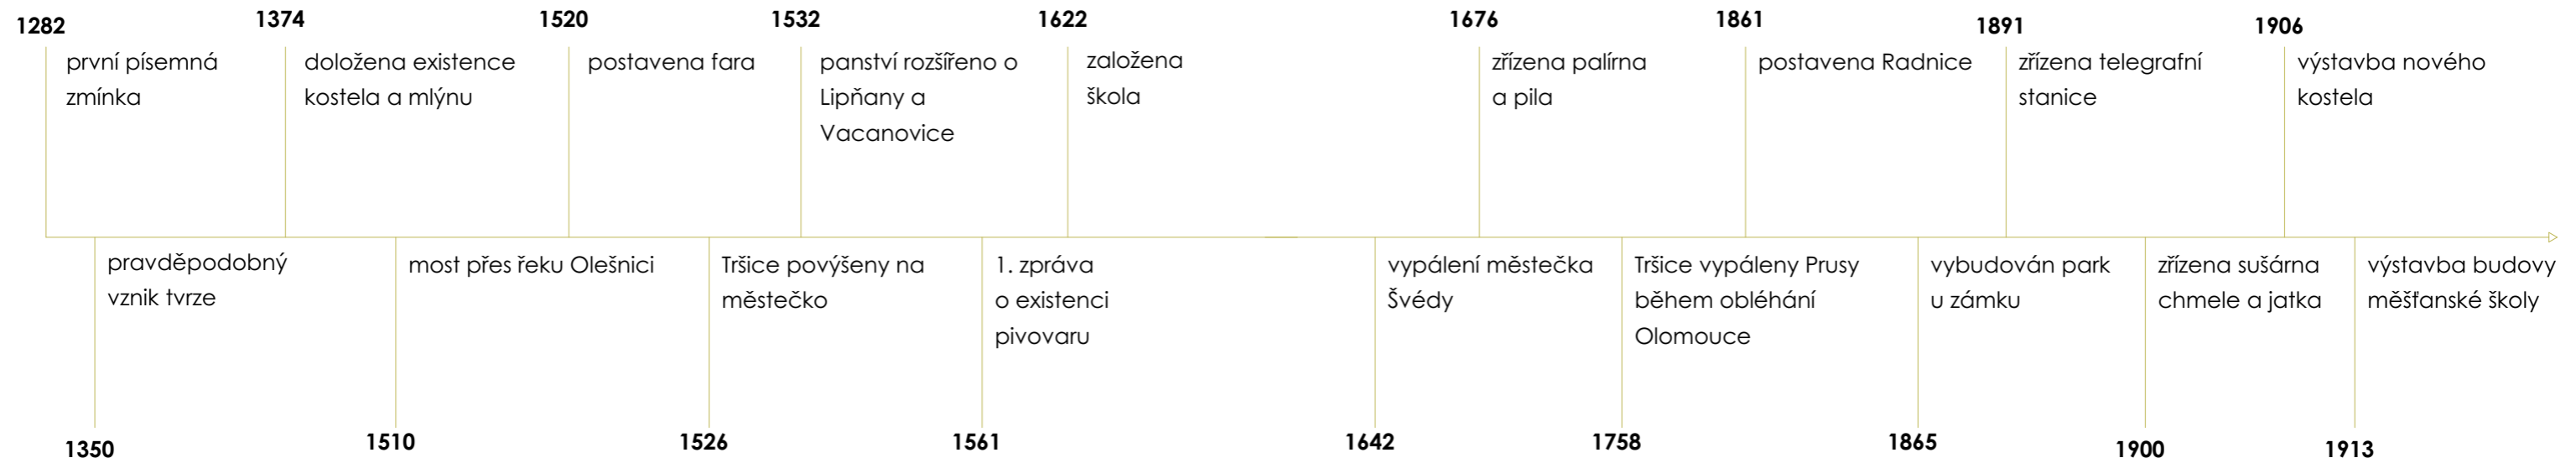 1282
první písemná
zmínka
1350
pravděpodobný
vznik tvrze
1374
doložena existence
kostela a mlýnu
1510
most přes řeku Olešnici
1520
postavena fara
1526
Tršice povýšeny na
městečko
1532
panství rozšířeno o
Lipňany a
Vacanovice
1561
1. zpráva
o existenci
pivovaru
1622
založena
škola
1642
vypálení městečka
Švédy
1676
zřízena palírna
a pila
1758
Tršice vypáleny Prusy
během obléhání
Olomouce
1861
postavena Radnice
1865
vybudován park
u zámku
1891
zřízena telegrafní
stanice
1900
zřízena sušárna
chmele a jatka
1906
výstavba nového
kostela
1913
výstavba budovy
měšťanské školy